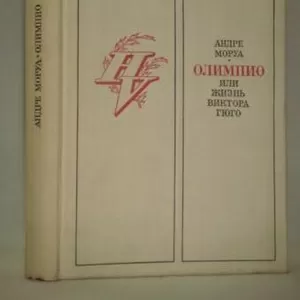 АНДРЕ МОРУА · ОЛИМПИО
АНДРЕ
МОРУА
·
ОЛИМПИО
ИЛИ
ЖИЗНЬ
ВИКТОРА
ГЮГО